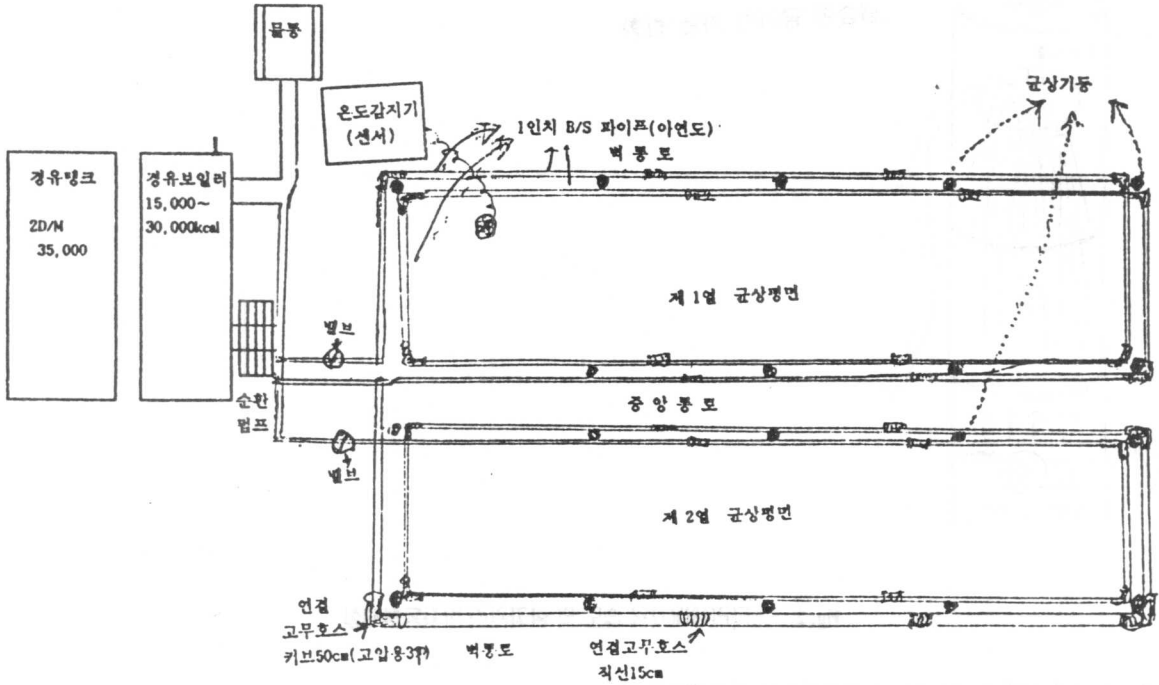 물통
온도감지기
(센서)
1인치 B/S 파이프(아연도)
벽통로
균상기둥
경유탱크
2D/M
35,000
경유보일러
15,000~
30,000kcal
제 1열 균상평면
밸브
순환
펌프
중앙통로
밸브
제 2열 균상평면
연결
고무호스
커브50cm(고압용3P)
벽통로
연결고무호스
직선15cm